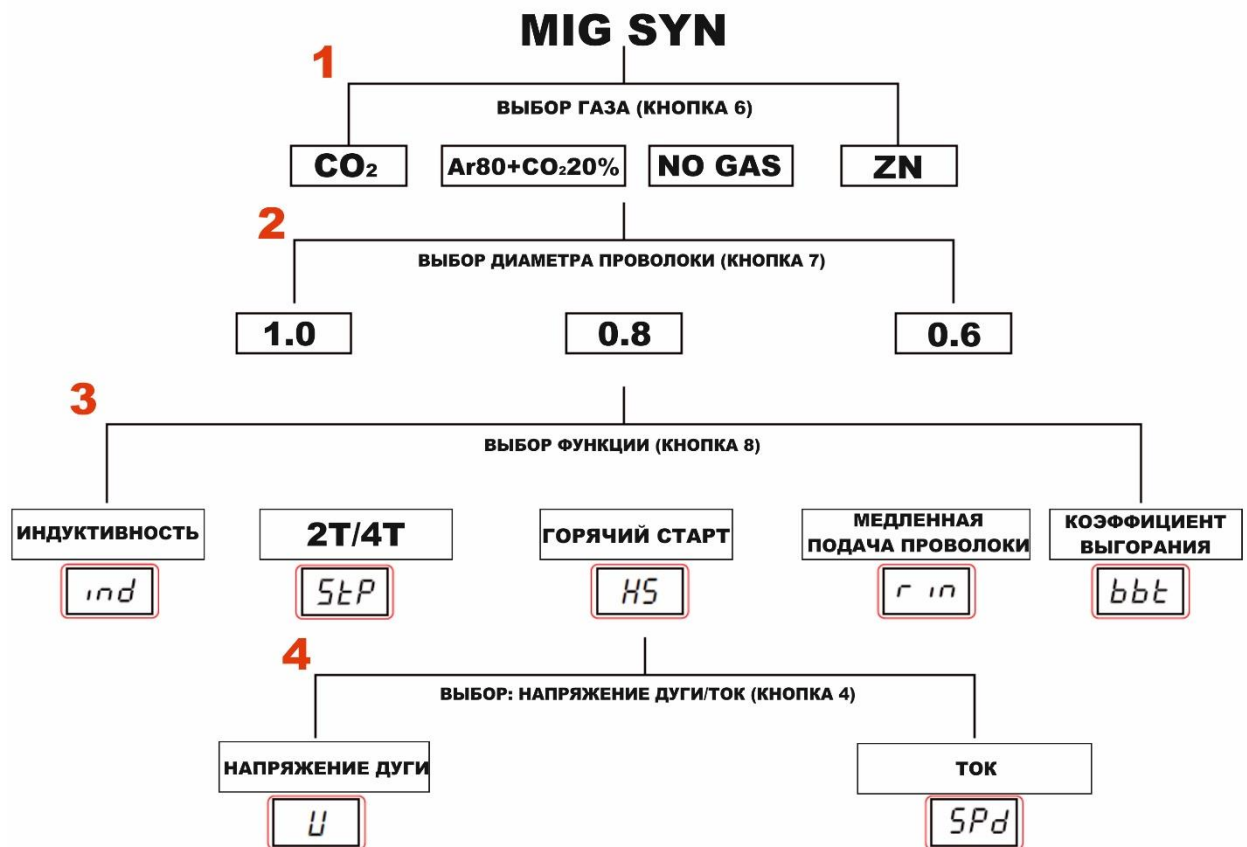 MIG SYN
1
ВЫБОР ГАЗА (КНОПКА 6)
CO₂
Ar80+CO₂20%
NO GAS
ZN
2
ВЫБОР ДИАМЕТРА ПРОВОЛОКИ (КНОПКА 7)
1.0
0.8
0.6
3
ВЫБОР ФУНКЦИИ (КНОПКА 8)
ИНДУКТИВНОСТЬ
ind
2T/4T
StP
ГОРЯЧИЙ СТАРТ
HS
МЕДЛЕННАЯ
ПОДАЧА ПРОВОЛОКИ
r in
КОЭФФИЦИЕНТ
ВЫГОРАНИЯ
bbt
4
ВЫБОР: НАПРЯЖЕНИЕ ДУГИ/ТОК (КНОПКА 4)
НАПРЯЖЕНИЕ ДУГИ
U
ТОК
SPd